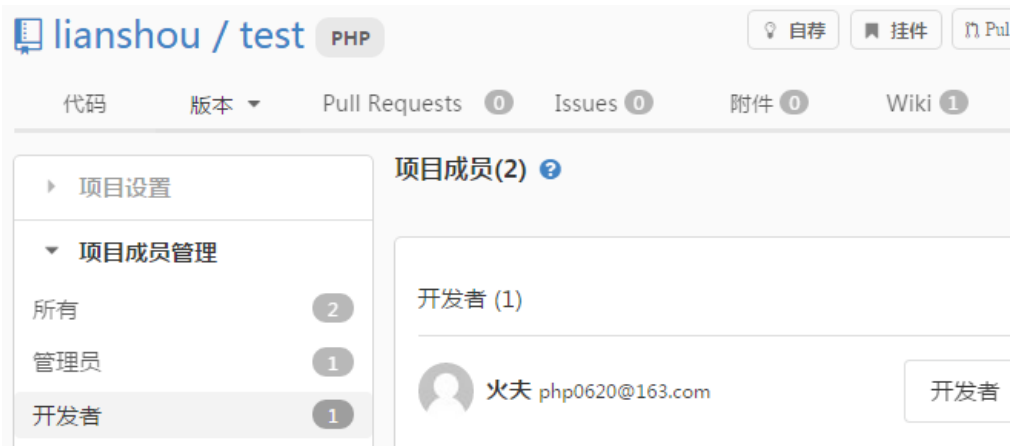 lianshou / test PHP 自荐 挂件 Pul
代码 版本 Pull Requests 0 Issues 0 附件 0 Wiki 1
项目设置
项目成员(2) ?
项目成员管理
所有 2
管理员 1
开发者 1
开发者 (1)
火夫 php0620@163.com 开发者